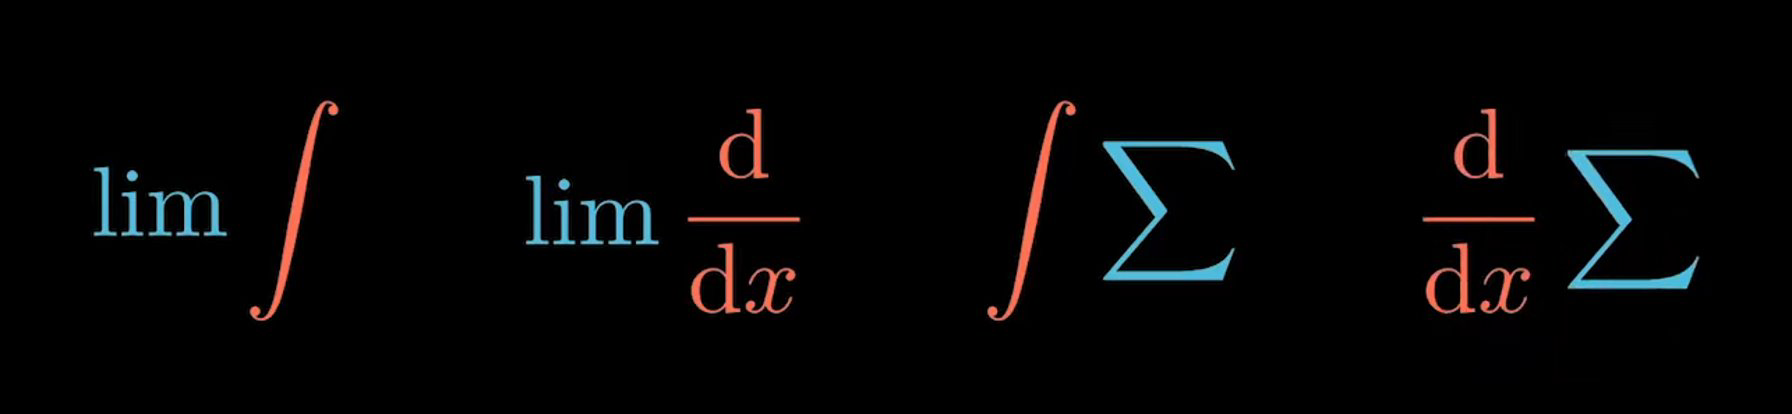 lim ∫ lim d/dx ∫ ∑ d/dx ∑